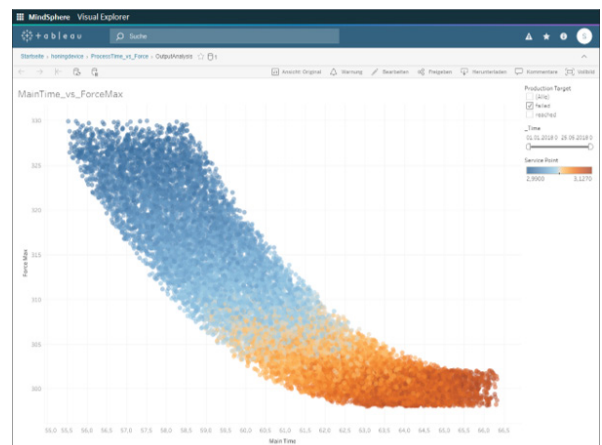 MindSphere Visual Explorer
+ a b l e a u Suche S
Startseite > honingdevice > ProcessTime_vs_Force > OutputAnalysis 1
Ansicht Original Warnung Bearbeiten Freigeben Herunterladen Kommentare Vollbild
MainTime_vs_ForceMax
Production Target
(Alle)
failed
reached
_Time
Service Point
2,9900 3,1270
330
325
320
315
310
305
300
Force Max
55,0 55,5 56,0 56,5 57,0 57,5 58,0 58,5 59,0 59,5 60,0 60,5 61,0 61,5 62,0 62,5 63,0 63,5 64,0 64,5 65,0 65,5 66,0 66,5
Main Time